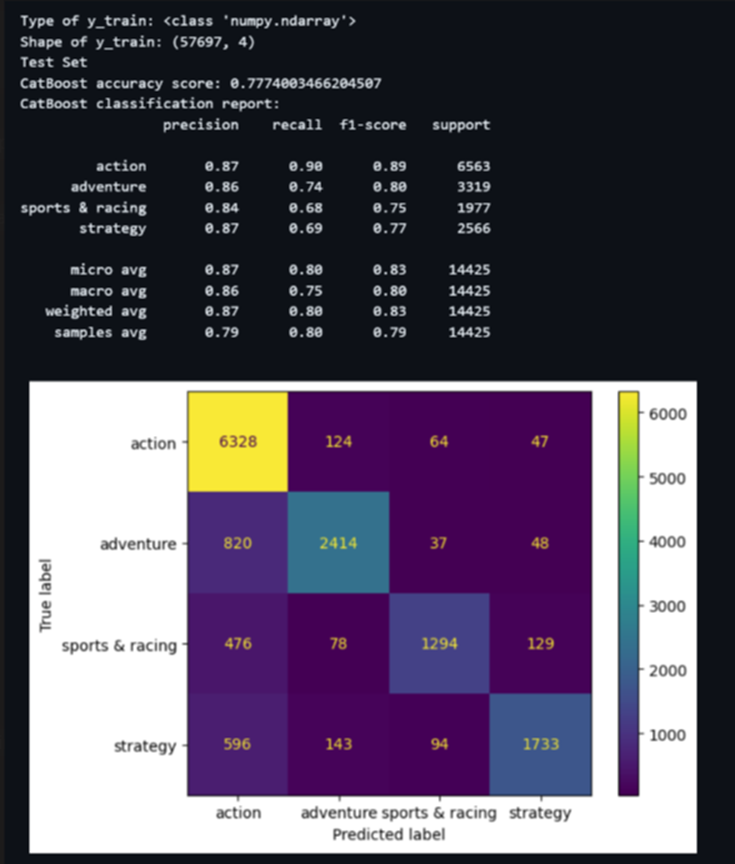 Type of y_train: <class 'numpy.ndarray'>
Shape of y_train: (57697, 4)
Test Set
CatBoost accuracy score: 0.7774003466204507
CatBoost classification report:
precision recall f1-score support
action 0.87 0.90 0.89 6563
adventure 0.86 0.74 0.80 3319
sports & racing 0.84 0.68 0.75 1977
strategy 0.87 0.69 0.77 2566
micro avg 0.87 0.80 0.83 14425
macro avg 0.86 0.75 0.80 14425
weighted avg 0.87 0.80 0.83 14425
samples avg 0.79 0.80 0.79 14425
action 6328 124 64 47
adventure 820 2414 37 48
sports & racing 476 78 1294 129
strategy 596 143 94 1733
action adventure sports & racing strategy
Predicted label
True label
6000
5000
4000
3000
2000
1000